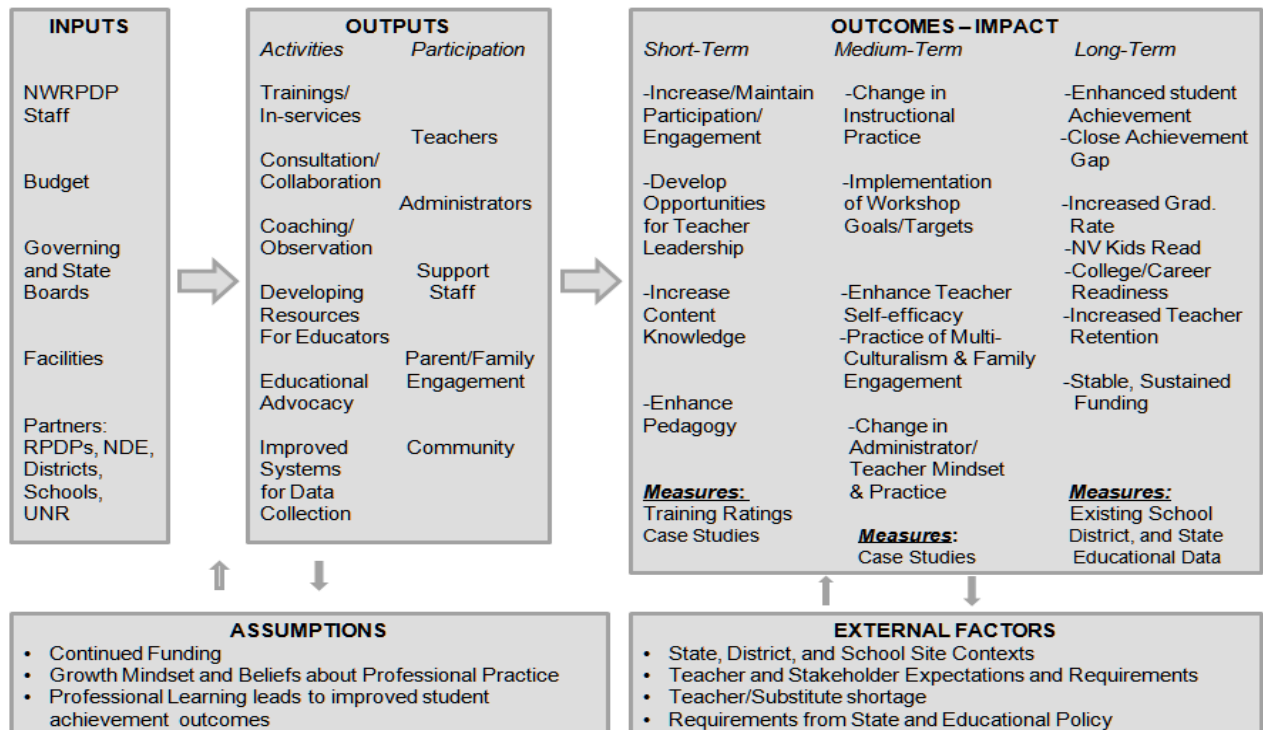 INPUTS
NWRPDP
Staff
Budget
Governing
and State
Boards
Facilities
Partners:
RPDPs, NDE,
Districts,
Schools,
UNR
OUTPUTS
Activities
Trainings/
In-services
Consultation/
Collaboration
Coaching/
Observation
Developing
Resources
For Educators
Educational
Advocacy
Improved
Systems
for Data
Collection
Participation
Teachers
Administrators
Support
Staff
Parent/Family
Engagement
Community
OUTCOMES – IMPACT
Short-Term
-Increase/Maintain
Participation/
Engagement
-Develop
Opportunities
for Teacher
Leadership
-Increase
Content
Knowledge
-Enhance
Pedagogy
Measures:
Training Ratings
Case Studies
Medium-Term
-Change in
Instructional
Practice
-Implementation
of Workshop
Goals/Targets
-Enhance Teacher
Self-efficacy
-Practice of Multi-
Culturalism & Family
Engagement
-Change in
Administrator/
Teacher Mindset
& Practice
Measures:
Case Studies
Long-Term
-Enhanced student
Achievement
-Close Achievement
Gap
-Increased Grad.
Rate
-NV Kids Read
-College/Career
Readiness
-Increased Teacher
Retention
-Stable, Sustained
Funding
Measures:
Existing School
District, and State
Educational Data
ASSUMPTIONS
• Continued Funding
• Growth Mindset and Beliefs about Professional Practice
• Professional Learning leads to improved student
achievement outcomes
EXTERNAL FACTORS
• State, District, and School Site Contexts
• Teacher and Stakeholder Expectations and Requirements
• Teacher/Substitute shortage
• Requirements from State and Educational Policy